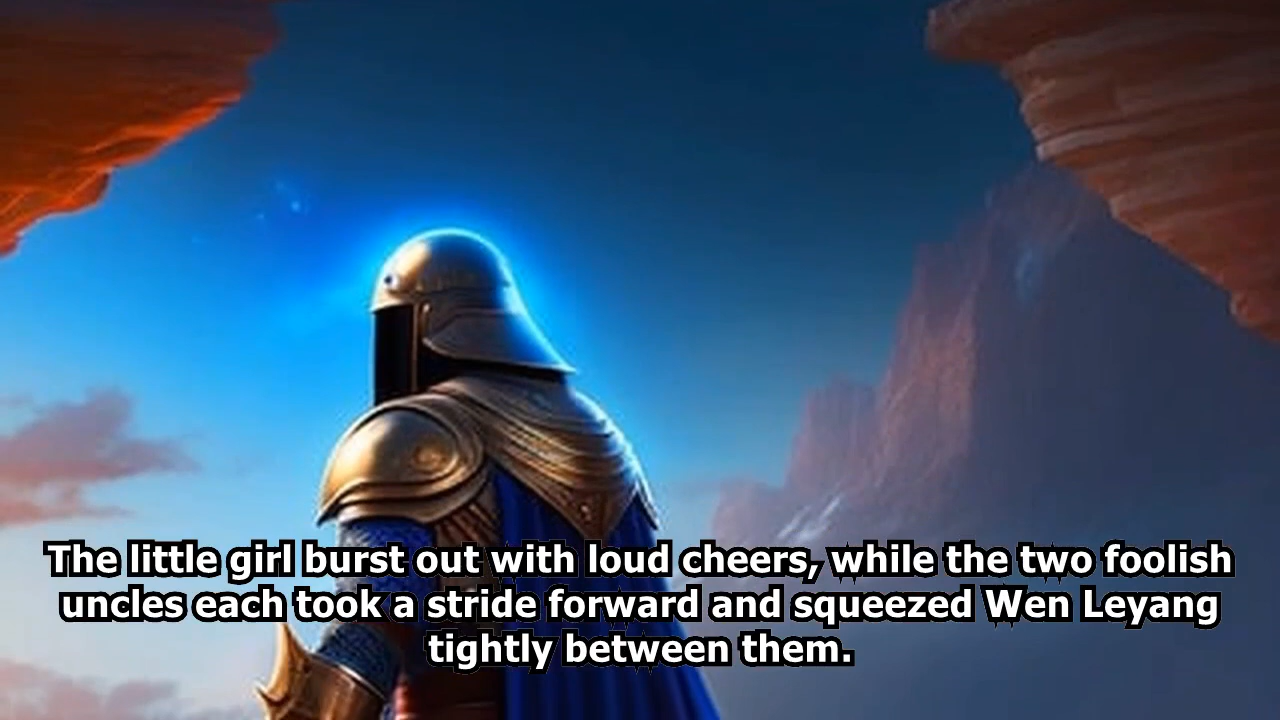 The little girl burst out with loud cheers, while the two foolish
uncles each took a stride forward and squeezed Wen Leyang
tightly between them.